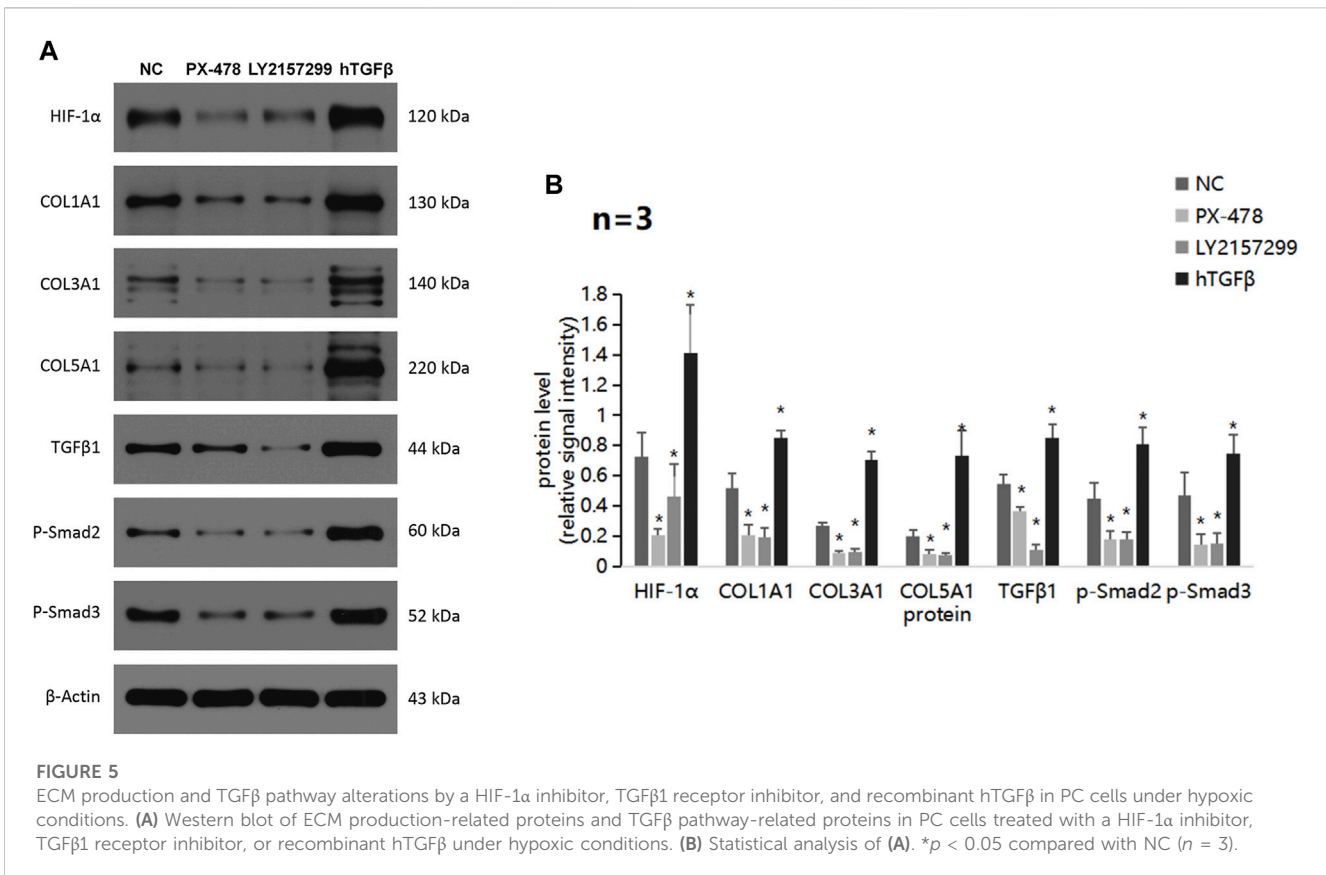 A
NC PX-478 LY2157299 hTGFβ
HIF-1α 120 kDa
COL1A1 130 kDa
COL3A1 140 kDa
COL5A1 220 kDa
TGFβ1 44 kDa
P-Smad2 60 kDa
P-Smad3 52 kDa
β-Actin 43 kDa
B
n=3
NC
PX-478
LY2157299
hTGFβ
protein level
(relative signal intensity)
1.8
1.6
1.4
1.2
1
0.8
0.6
0.4
0.2
0
* * * * * * * * * * * * * * * * * * * *
HIF-1α COL1A1 COL3A1 COL5A1 TGFβ1 p-Smad2 p-Smad3
protein
FIGURE 5
ECM production and TGFβ pathway alterations by a HIF-1α inhibitor, TGFβ1 receptor inhibitor, and recombinant hTGFβ in PC cells under hypoxic
conditions. (A) Western blot of ECM production-related proteins and TGFβ pathway-related proteins in PC cells treated with a HIF-1α inhibitor,
TGFβ1 receptor inhibitor, or recombinant hTGFβ under hypoxic conditions. (B) Statistical analysis of (A). *p < 0.05 compared with NC (n = 3).